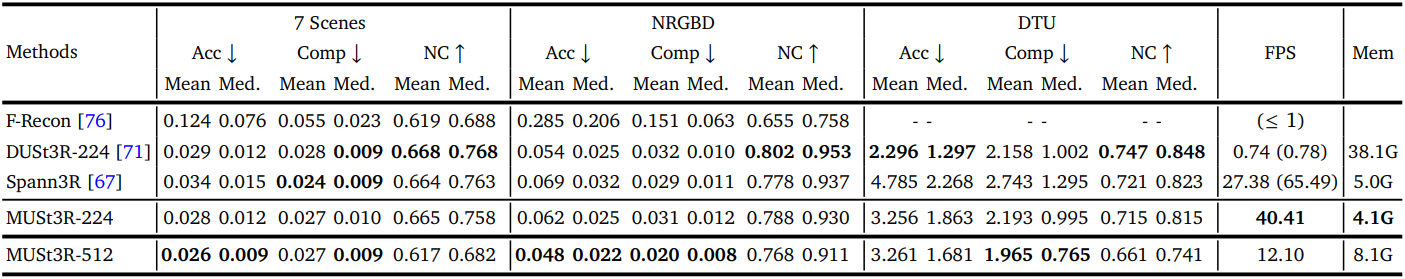 7 Scenes NRGBD DTU
Methods Acc ↓ Comp ↓ NC ↑ Acc ↓ Comp ↓ NC ↑ Acc ↓ Comp ↓ NC ↑ FPS Mem
Mean Med. Mean Med. Mean Med. Mean Med. Mean Med. Mean Med. Mean Med. Mean Med. Mean Med.
F-Recon [76] 0.124 0.076 0.055 0.023 0.619 0.688 0.285 0.206 0.151 0.063 0.655 0.758 - - - - - - (≤ 1)
DUSt3R-224 [71] 0.029 0.012 0.028 0.009 0.668 0.768 0.054 0.025 0.032 0.010 0.802 0.953 2.296 1.297 2.158 1.002 0.747 0.848 0.74 (0.78) 38.1G
Spann3R [67] 0.034 0.015 0.024 0.009 0.664 0.763 0.069 0.032 0.029 0.011 0.778 0.937 4.785 2.268 2.743 1.295 0.721 0.823 27.38 (65.49) 5.0G
MUSt3R-224 0.028 0.012 0.027 0.010 0.665 0.758 0.062 0.025 0.031 0.012 0.788 0.930 3.256 1.863 2.193 0.995 0.715 0.815 40.41 4.1G
MUSt3R-512 0.026 0.009 0.027 0.009 0.617 0.682 0.048 0.022 0.020 0.008 0.768 0.911 3.261 1.681 1.965 0.765 0.661 0.741 12.10 8.1G